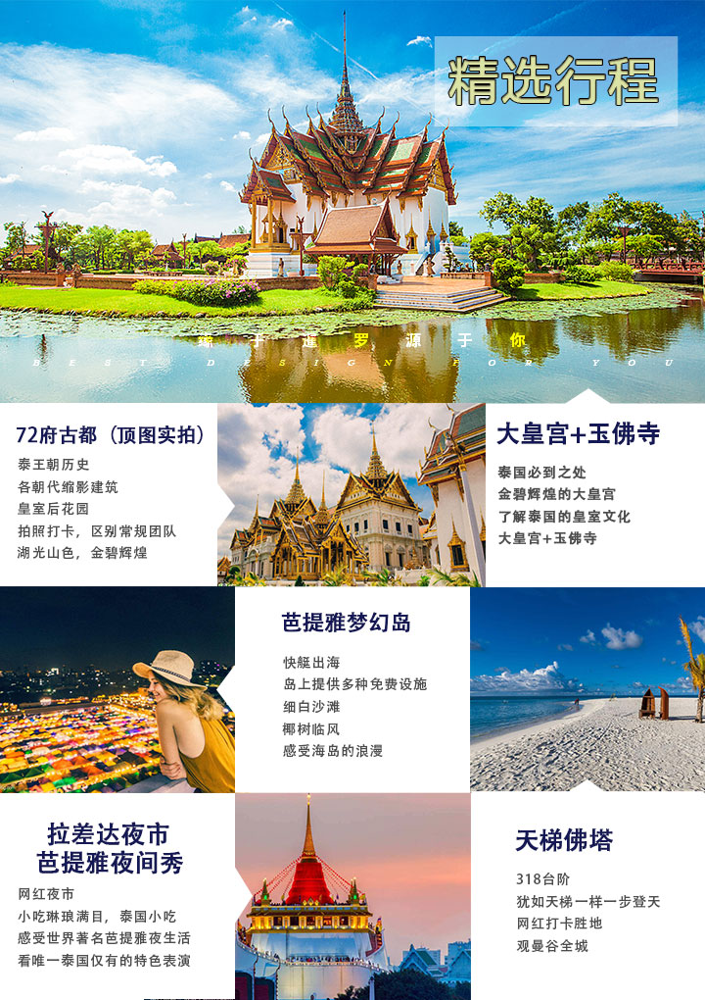 精选行程
缘于暹罗源于你
BEST DESIGN FOR YOU
72府古都（顶图实拍）
泰王朝历史
各朝代缩影建筑
皇室后花园
拍照打卡，区别常规团队
湖光山色，金碧辉煌
大皇宫+玉佛寺
泰国必到之处
金碧辉煌的大皇宫
了解泰国的皇室文化
大皇宫+玉佛寺
芭提雅梦幻岛
快艇出海
岛上提供多种免费设施
细白沙滩
椰树临风
感受海岛的浪漫
拉差达夜市
芭提雅夜间秀
网红夜市
小吃琳琅满目，泰国小吃
感受世界著名芭提雅夜生活
看唯一泰国仅有的特色表演
天梯佛塔
318台阶
犹如天梯一样一步登天
网红打卡胜地
观曼谷全城